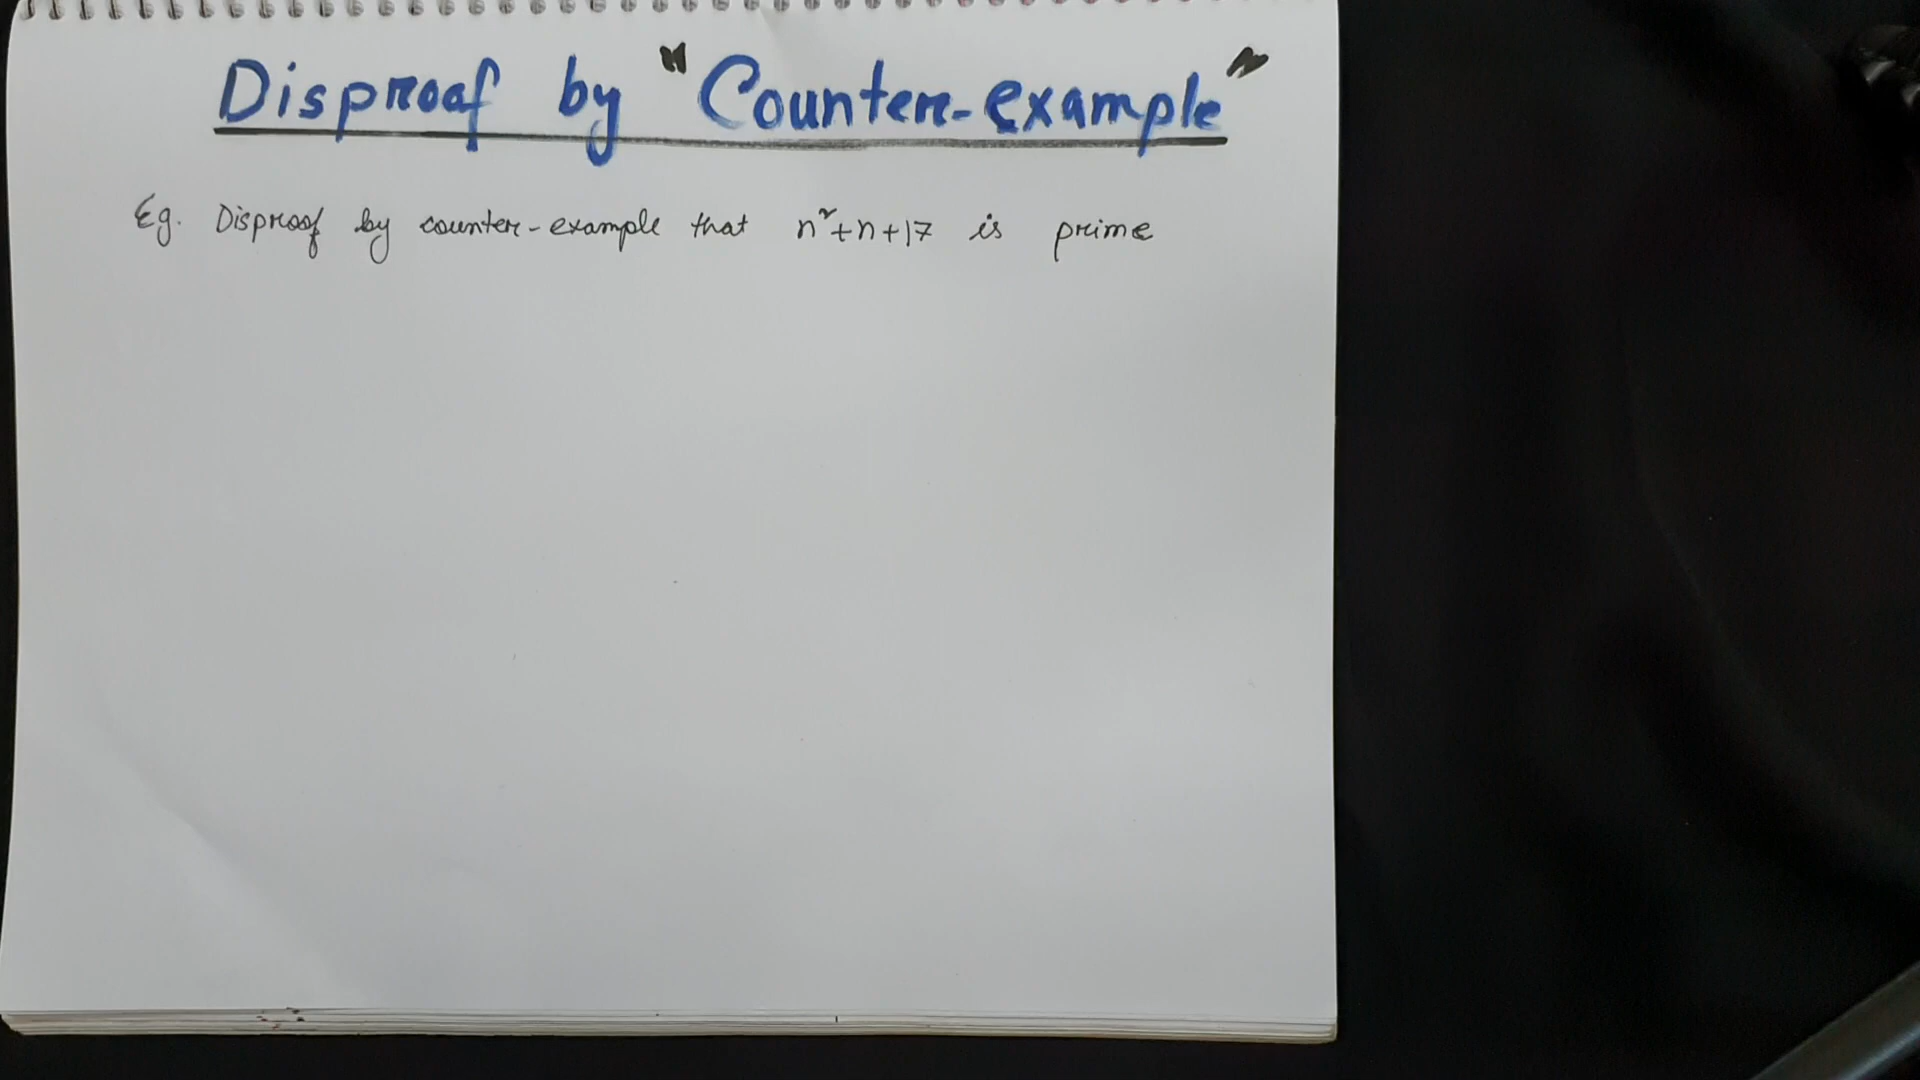 Disproof by "Counter-example"
Eg. Disproof by counter-example that n²+n+17 is prime